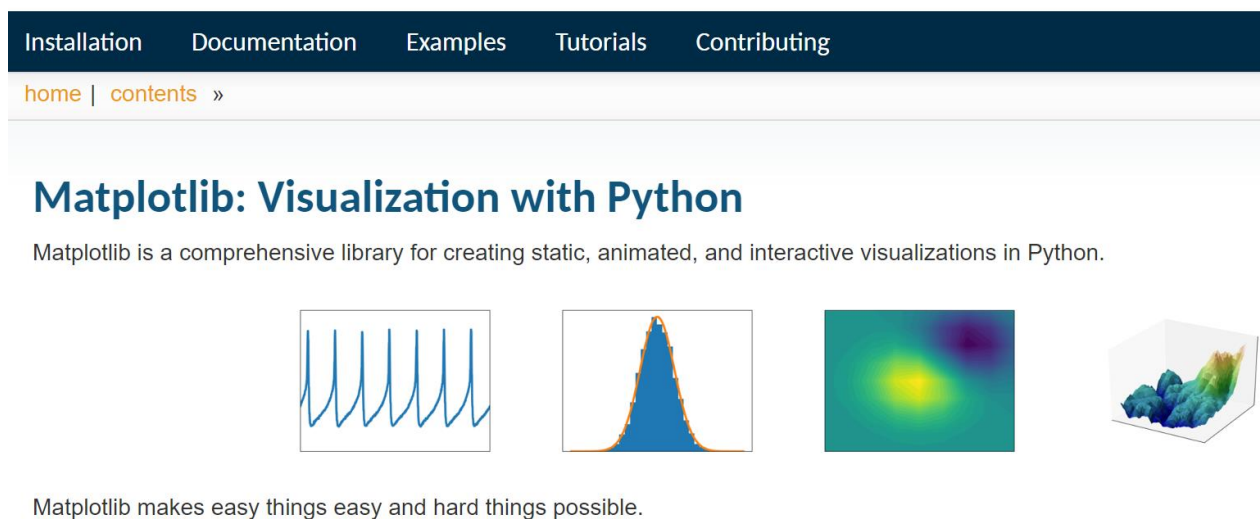 Installation Documentation Examples Tutorials Contributing
home | contents »
Matplotlib: Visualization with Python
Matplotlib is a comprehensive library for creating static, animated, and interactive visualizations in Python.
Matplotlib makes easy things easy and hard things possible.